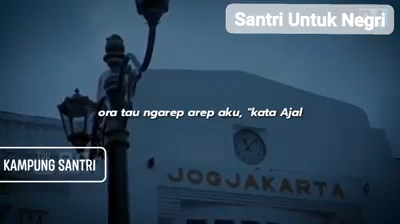 Santri Untuk Negri
ora tau ngarep arep aku, "kata Ajal
KAMPUNG SANTRI
JOGJAKARTA